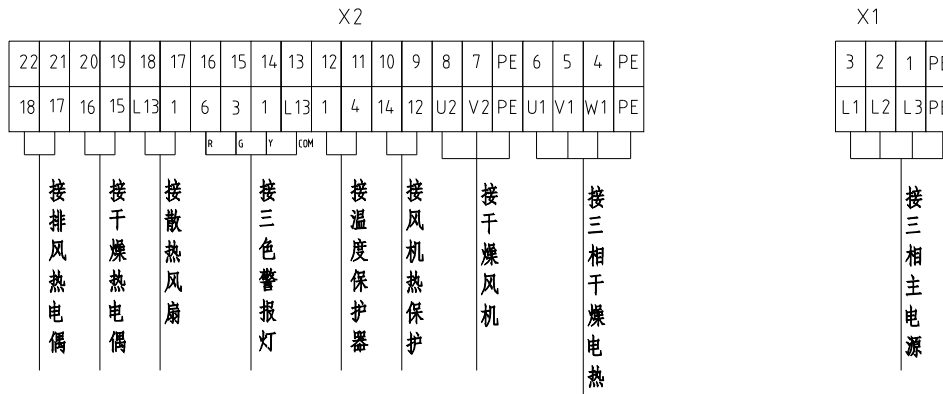 X2
X1
22 21 20 19 18 17 16 15 14 13 12 11 10 9 8 7 PE 6 5 4 PE
3 2 1 PE
18 17 16 15 L13 1 6 3 1 L13 1 4 14 12 U2 V2 PE U1 V1 W1 PE
L1 L2 L3 PE
R G Y COM
接排风热电偶
接干燥热电偶
接散热风扇
接三色警报灯
接温度保护器
接风机热保护
接干燥风机
接三相干燥电热
接三相主电源